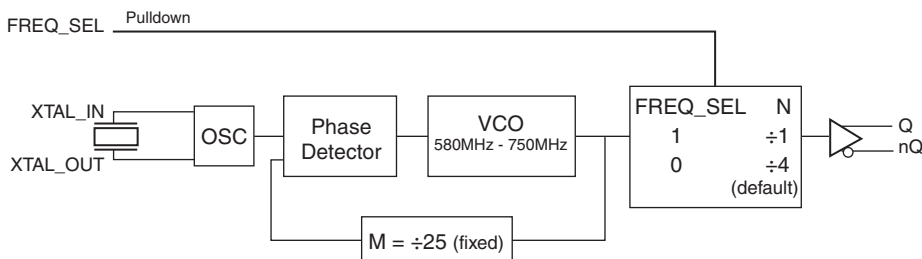 FREQ_SEL
Pulldown
XTAL_IN
XTAL_OUT
OSC
Phase
Detector
VCO
580MHz - 750MHz
FREQ_SEL N
1 ÷1
0 ÷4
(default)
Q
nQ
M = ÷25 (fixed)